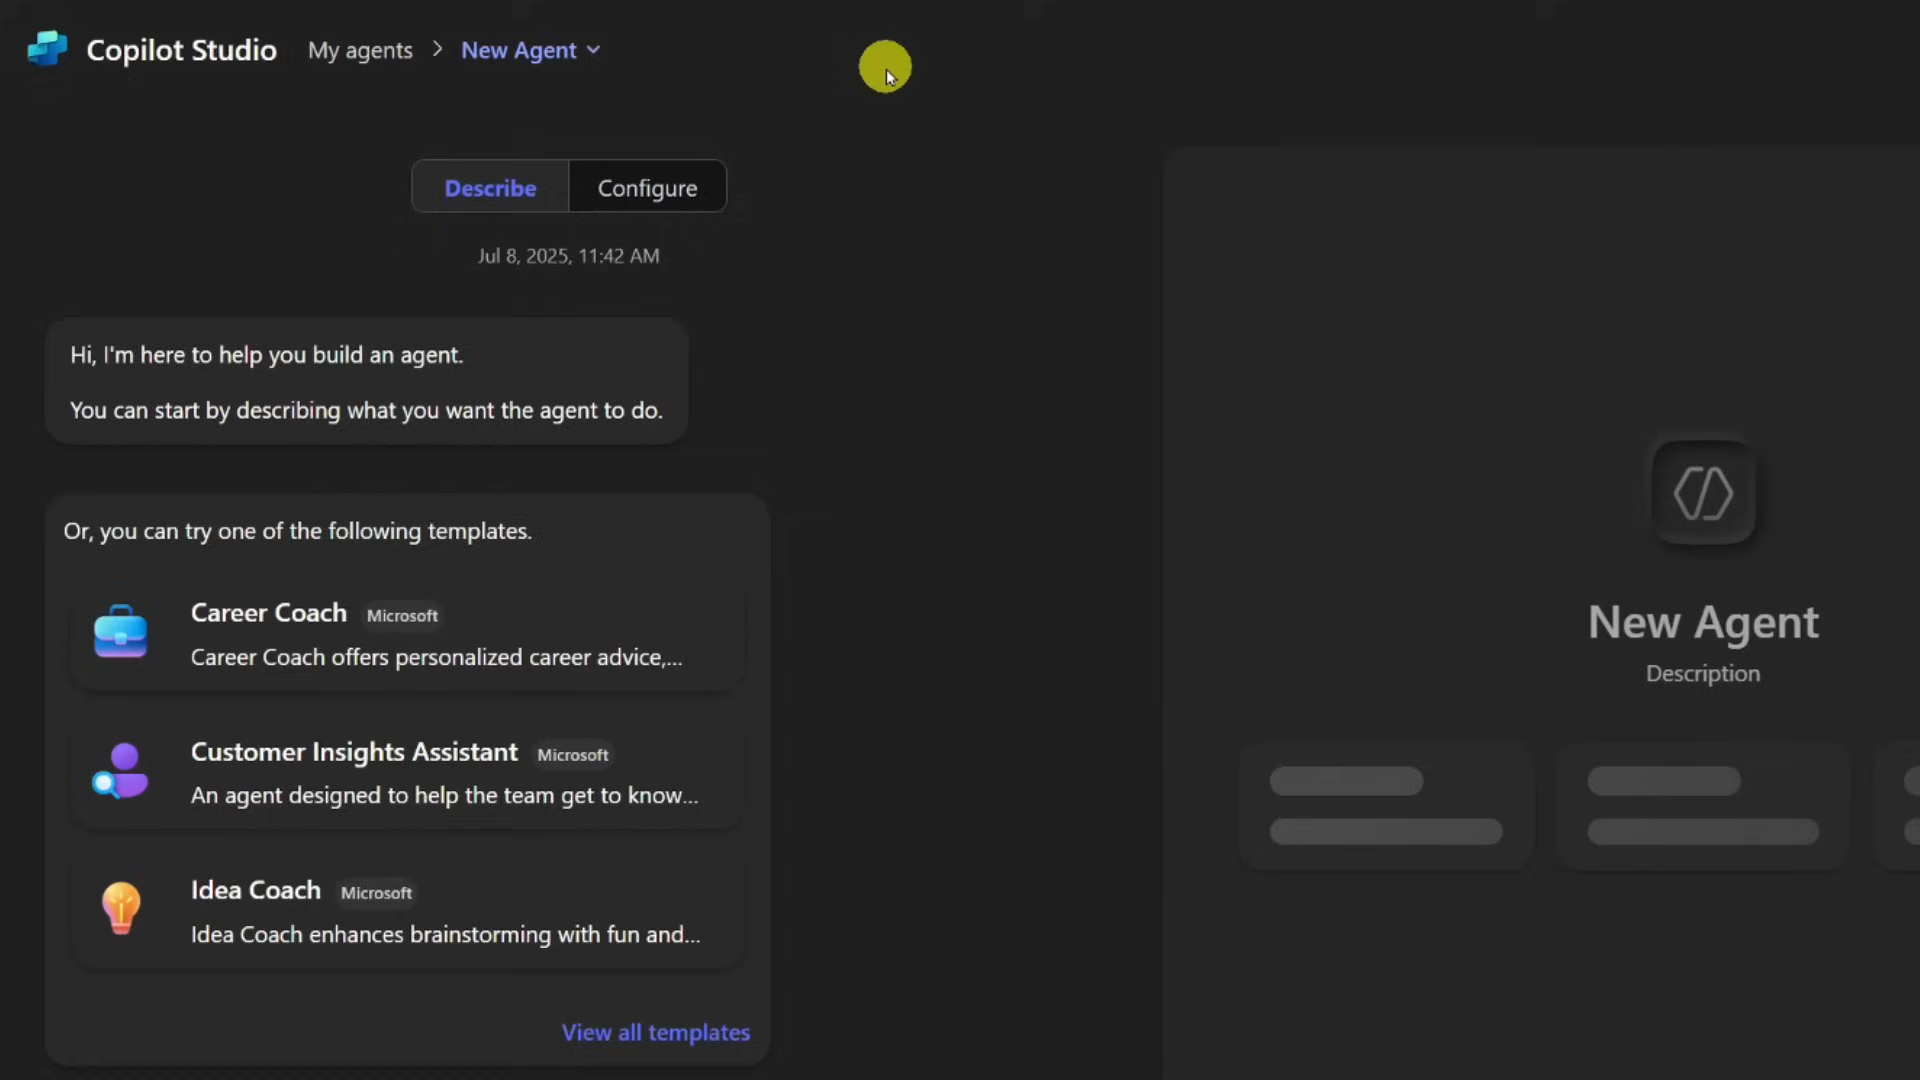 Copilot Studio My agents > New Agent
Describe Configure
Jul 8, 2025, 11:42 AM
Hi, I'm here to help you build an agent.
You can start by describing what you want the agent to do.
Or, you can try one of the following templates.
Career Coach Microsoft
Career Coach offers personalized career advice,...
Customer Insights Assistant Microsoft
An agent designed to help the team get to know...
Idea Coach Microsoft
Idea Coach enhances brainstorming with fun and...
View all templates
New Agent
Description